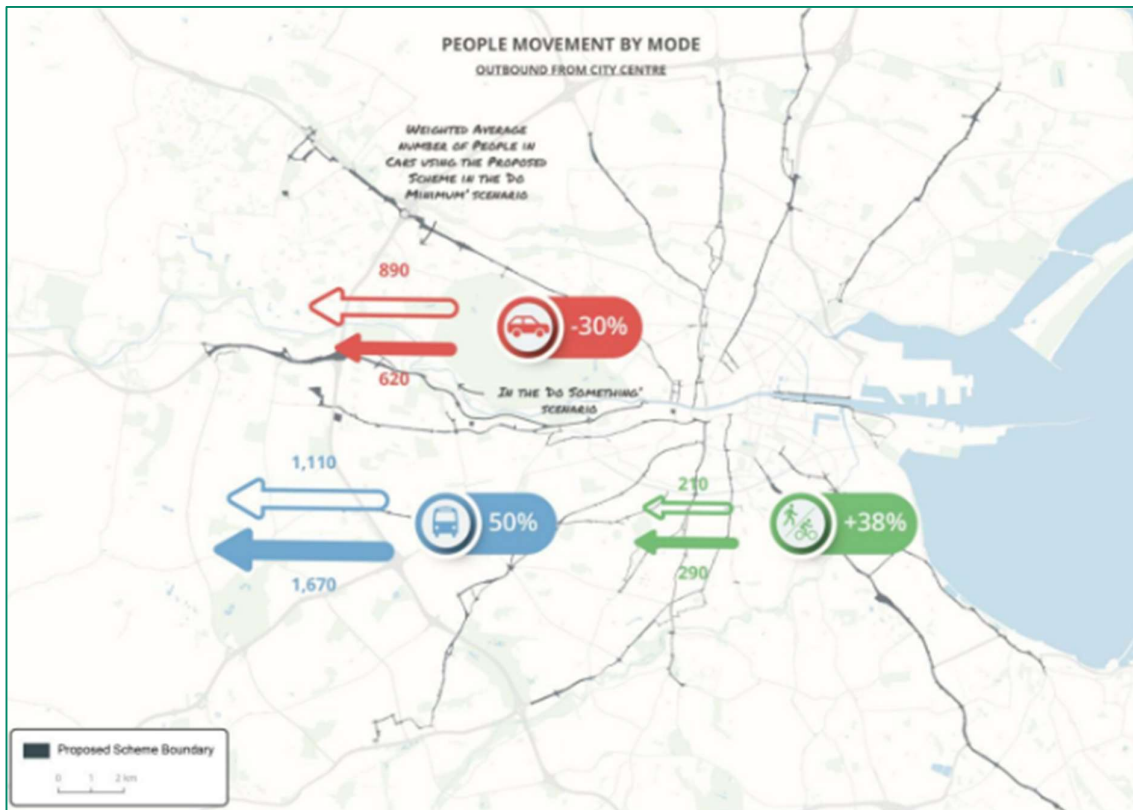 PEOPLE MOVEMENT BY MODE
OUTBOUND FROM CITY CENTRE
WEIGHTED AVERAGE
NUMBER OF PEOPLE IN
CARS USING THE PROPOSED
SCHEME IN THE 'DO
MINIMUM' SCENARIO
890
-30%
620
IN THE 'DO SOMETHING'
SCENARIO
1,110
50%
1,670
210
+38%
290
Proposed Scheme Boundary
0 1 2 km